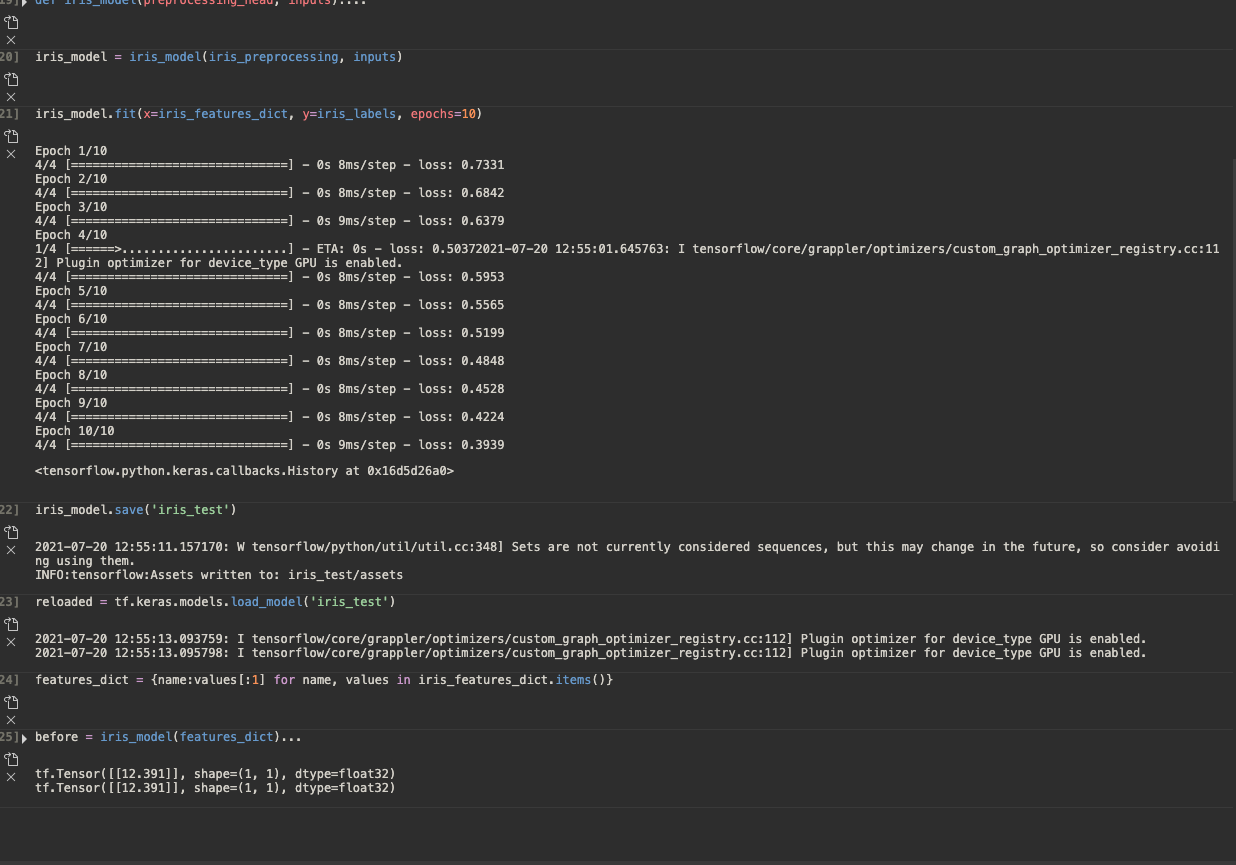 19] def iris_model(preprocessing_head, inputs)....
20] iris_model = iris_model(iris_preprocessing, inputs)
21] iris_model.fit(x=iris_features_dict, y=iris_labels, epochs=10)
Epoch 1/10
4/4 [==============================] - 0s 8ms/step - loss: 0.7331
Epoch 2/10
4/4 [==============================] - 0s 8ms/step - loss: 0.6842
Epoch 3/10
4/4 [==============================] - 0s 9ms/step - loss: 0.6379
Epoch 4/10
1/4 [======>.......................] - ETA: 0s - loss: 0.50372021-07-20 12:55:01.645763: I tensorflow/core/grappler/optimizers/custom_graph_optimizer_registry.cc:11
2] Plugin optimizer for device_type GPU is enabled.
4/4 [==============================] - 0s 8ms/step - loss: 0.5953
Epoch 5/10
4/4 [==============================] - 0s 8ms/step - loss: 0.5565
Epoch 6/10
4/4 [==============================] - 0s 8ms/step - loss: 0.5199
Epoch 7/10
4/4 [==============================] - 0s 8ms/step - loss: 0.4848
Epoch 8/10
4/4 [==============================] - 0s 8ms/step - loss: 0.4528
Epoch 9/10
4/4 [==============================] - 0s 8ms/step - loss: 0.4224
Epoch 10/10
4/4 [==============================] - 0s 9ms/step - loss: 0.3939
<tensorflow.python.keras.callbacks.History at 0x16d5d26a0>
22] iris_model.save('iris_test')
2021-07-20 12:55:11.157170: W tensorflow/python/util/util.cc:348] Sets are not currently considered sequences, but this may change in the future, so consider avoidi
ng using them.
INFO:tensorflow:Assets written to: iris_test/assets
23] reloaded = tf.keras.models.load_model('iris_test')
2021-07-20 12:55:13.093759: I tensorflow/core/grappler/optimizers/custom_graph_optimizer_registry.cc:112] Plugin optimizer for device_type GPU is enabled.
2021-07-20 12:55:13.095798: I tensorflow/core/grappler/optimizers/custom_graph_optimizer_registry.cc:112] Plugin optimizer for device_type GPU is enabled.
24] features_dict = {name:values[:1] for name, values in iris_features_dict.items()}
25] before = iris_model(features_dict)...
tf.Tensor([[12.391]], shape=(1, 1), dtype=float32)
tf.Tensor([[12.391]], shape=(1, 1), dtype=float32)